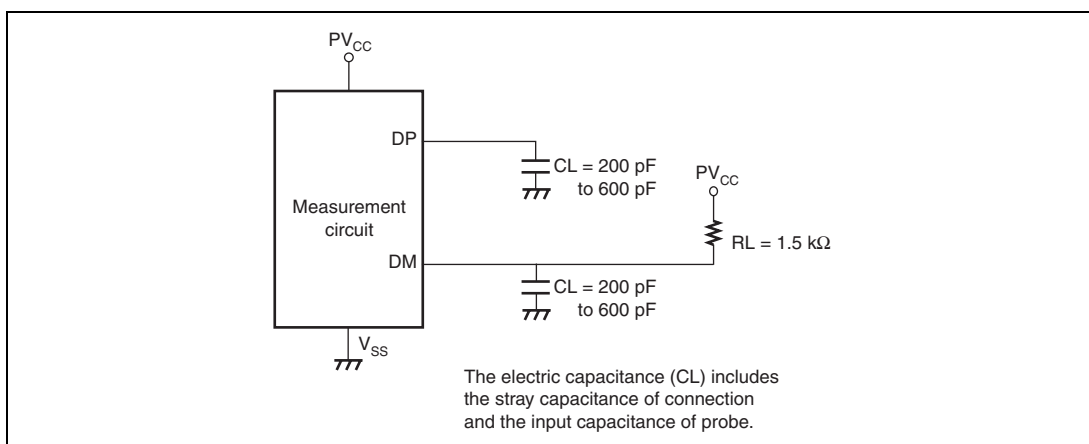 PVCC
DP
CL = 200 pF
to 600 pF
PVCC
Measurement
circuit
RL = 1.5 kΩ
DM
CL = 200 pF
to 600 pF
VSS
The electric capacitance (CL) includes
the stray capacitance of connection
and the input capacitance of probe.